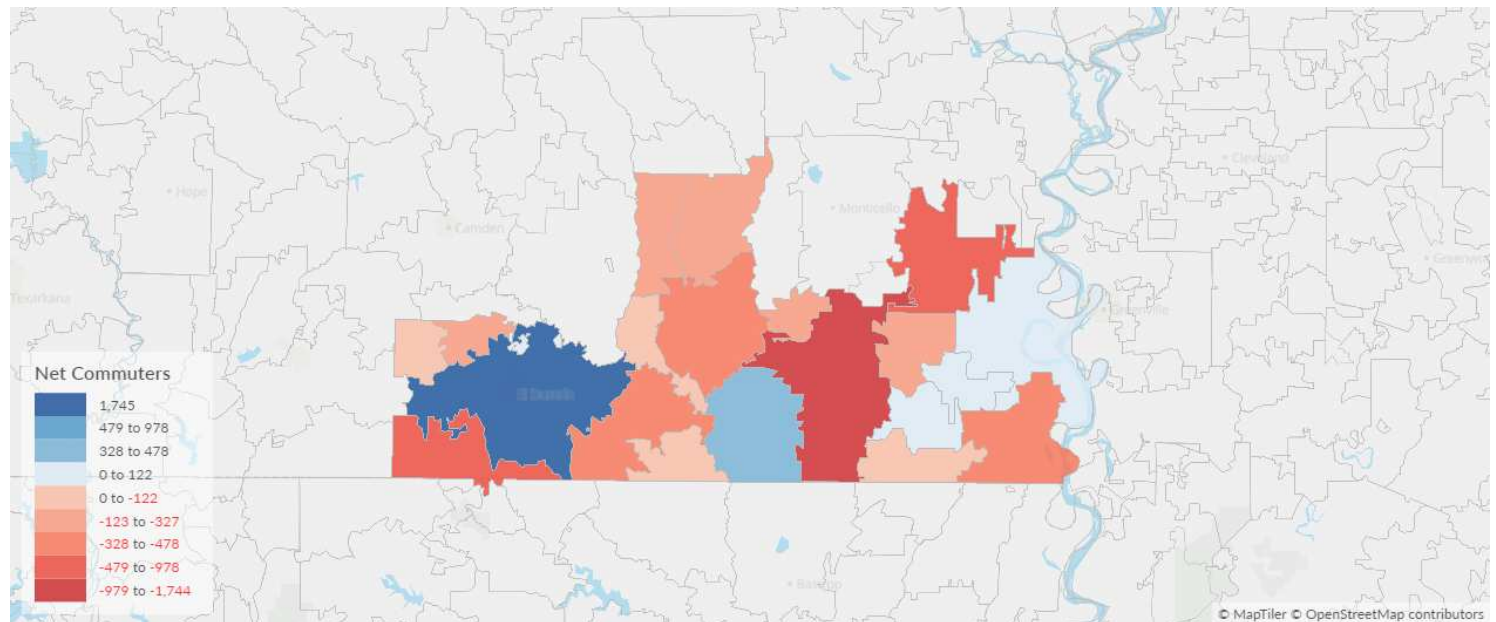 Cleveland
Hope
Monticello
Camden
Greenwo
Texarkana
Greenville
El Dorado
Net Commuters
1,745
479 to 978
328 to 478
0 to 122
0 to -122
-123 to -327
-328 to -478
-479 to -978
-979 to -1,744
Bastrop
© MapTiler © OpenStreetMap contributors